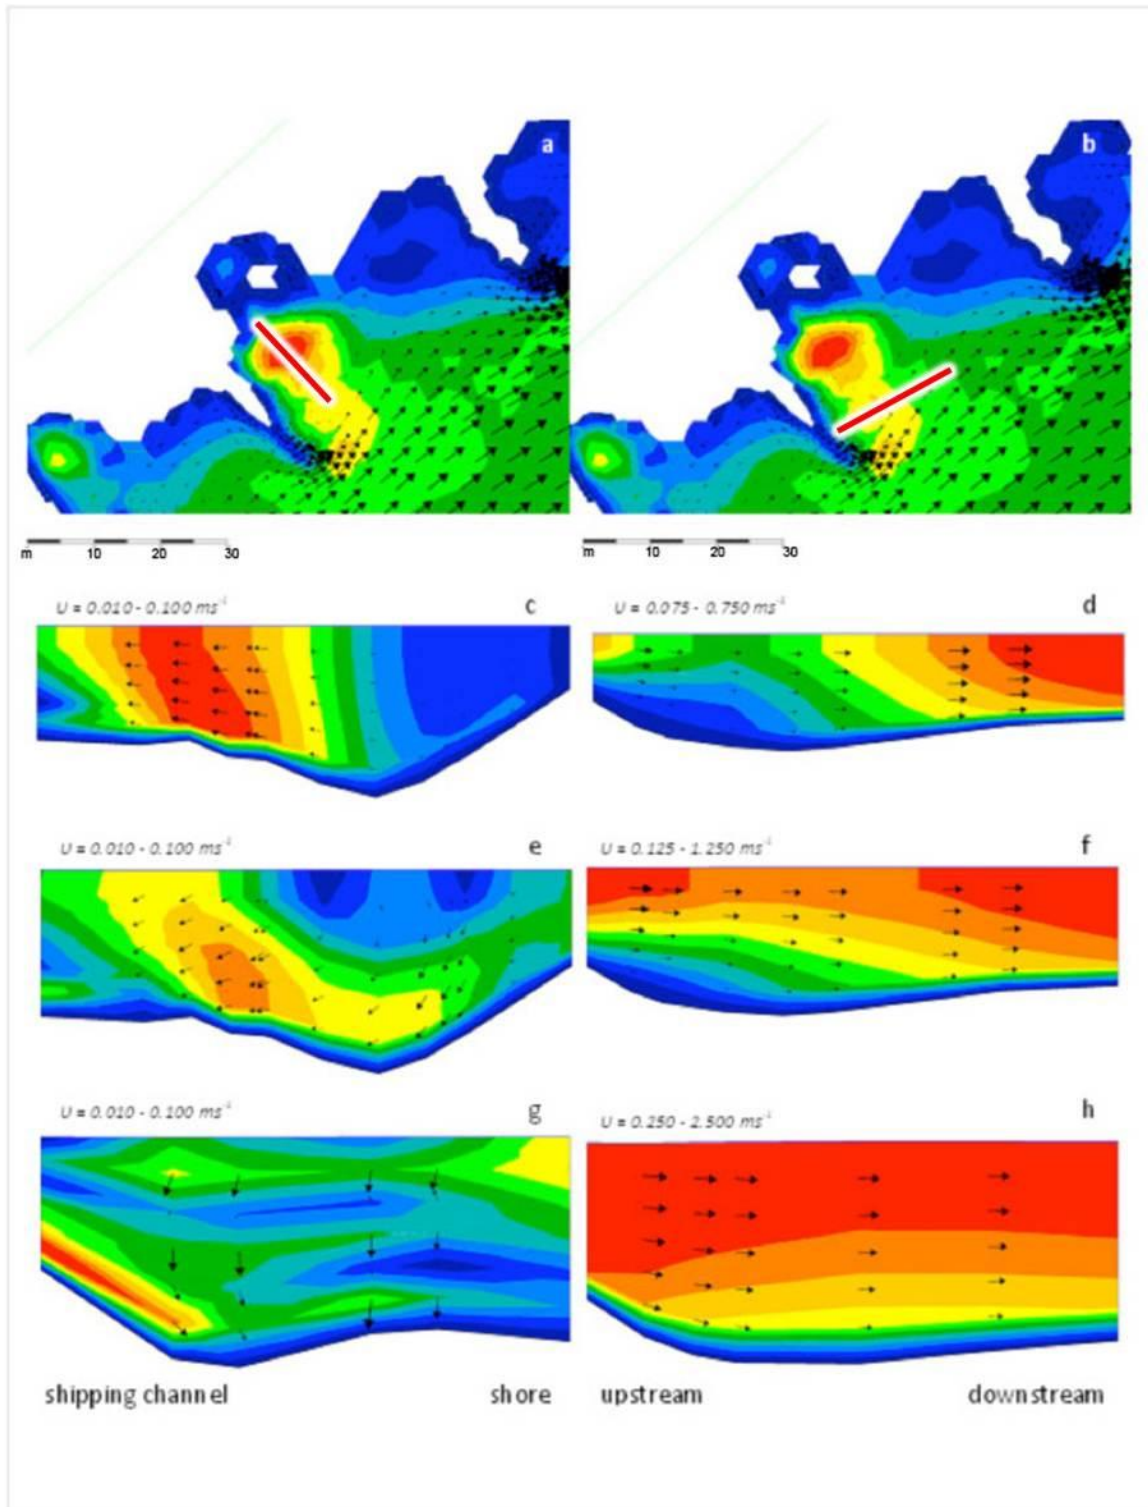 a b
m 10 20 30 m 10 20 30
U = 0.010 - 0.100 ms⁻¹ c U = 0.075 - 0.750 ms⁻¹ d
U = 0.010 - 0.100 ms⁻¹ e U = 0.125 - 1.250 ms⁻¹ f
U = 0.010 - 0.100 ms⁻¹ g U = 0.250 - 2.500 ms⁻¹ h
shipping channel shore upstream downstream